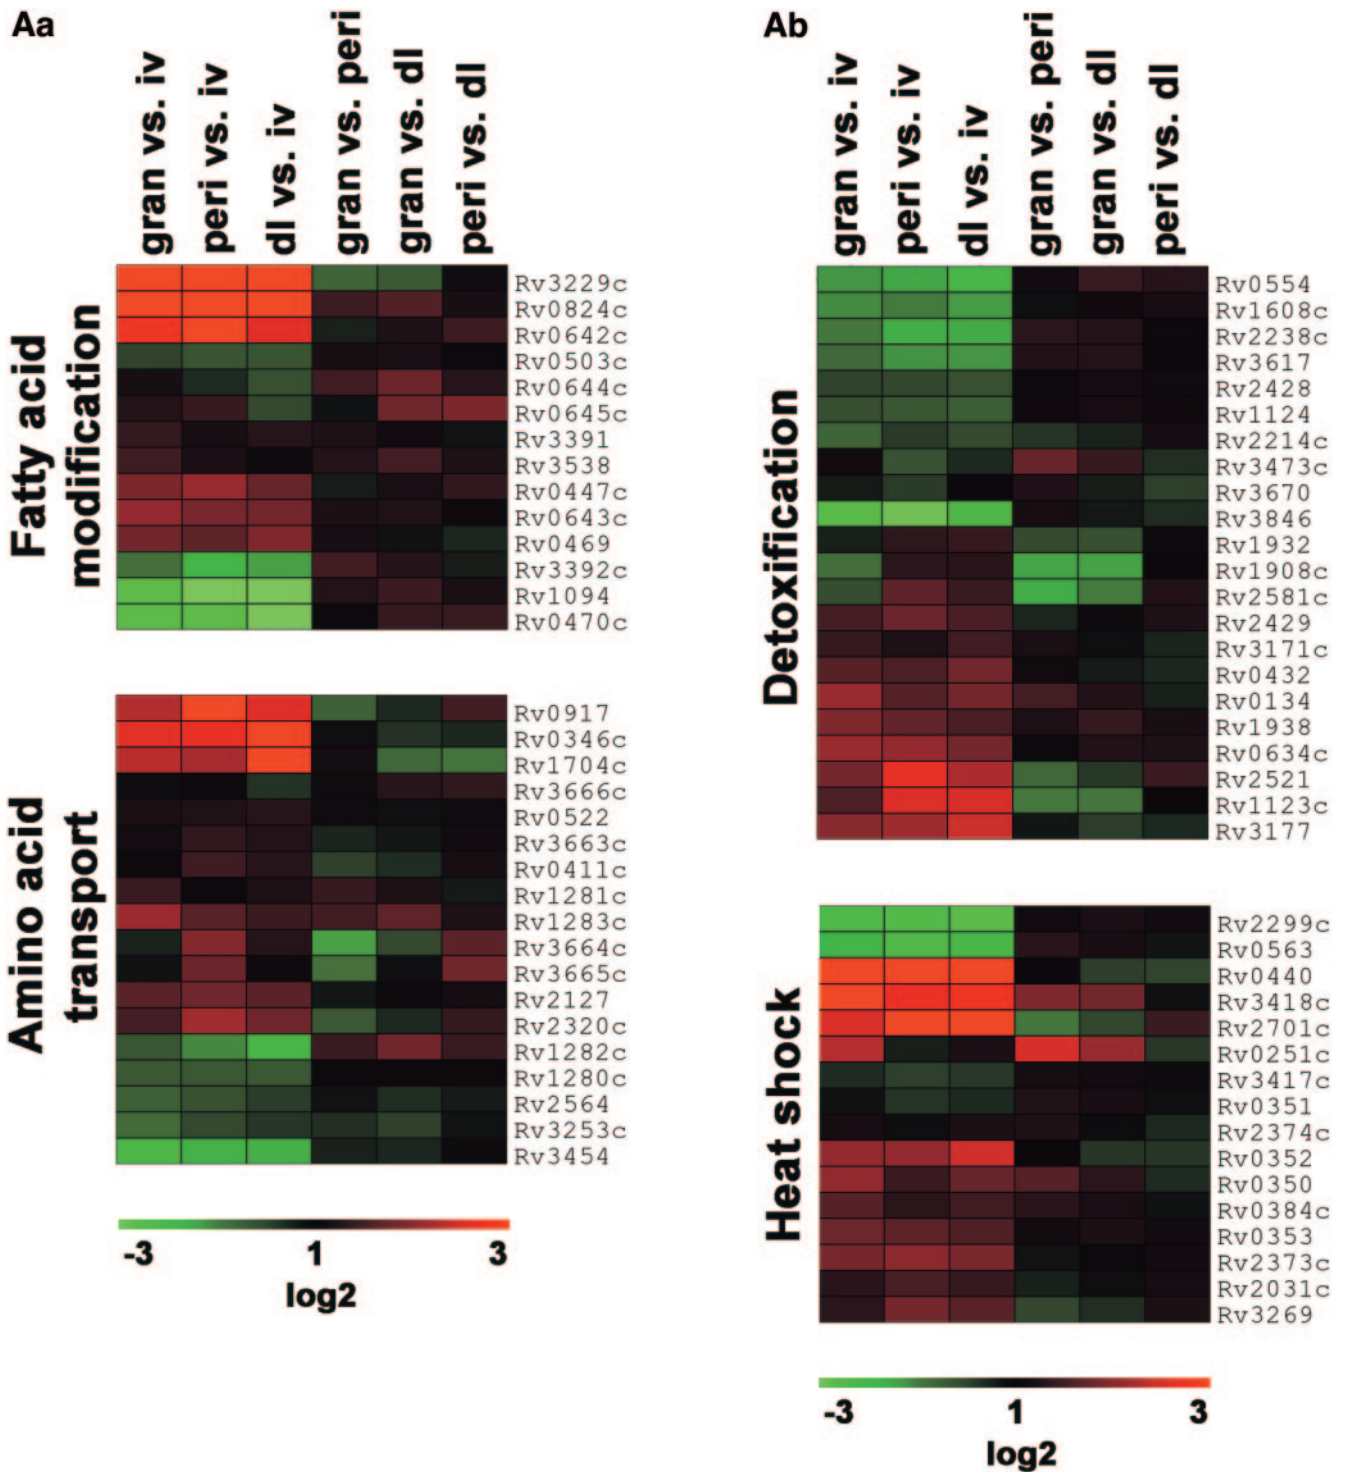 Aa
gran vs. iv
peri vs. iv
dl vs. iv
gran vs. peri
gran vs. dl
peri vs. dl
Fatty acid
modification
Rv3229c
Rv0824c
Rv0642c
Rv0503c
Rv0644c
Rv0645c
Rv3391
Rv3538
Rv0447c
Rv0643c
Rv0469
Rv3392c
Rv1094
Rv0470c
Amino acid
transport
Rv0917
Rv0346c
Rv1704c
Rv3666c
Rv0522
Rv3663c
Rv0411c
Rv1281c
Rv1283c
Rv3664c
Rv3665c
Rv2127
Rv2320c
Rv1282c
Rv1280c
Rv2564
Rv3253c
Rv3454
-3 1 3
log2
Ab
gran vs. iv
peri vs. iv
dl vs. iv
gran vs. peri
gran vs. dl
peri vs. dl
Detoxification
Rv0554
Rv1608c
Rv2238c
Rv3617
Rv2428
Rv1124
Rv2214c
Rv3473c
Rv3670
Rv3846
Rv1932
Rv1908c
Rv2581c
Rv2429
Rv3171c
Rv0432
Rv0134
Rv1938
Rv0634c
Rv2521
Rv1123c
Rv3177
Heat shock
Rv2299c
Rv0563
Rv0440
Rv3418c
Rv2701c
Rv0251c
Rv3417c
Rv0351
Rv2374c
Rv0352
Rv0350
Rv0384c
Rv0353
Rv2373c
Rv2031c
Rv3269
-3 1 3
log2